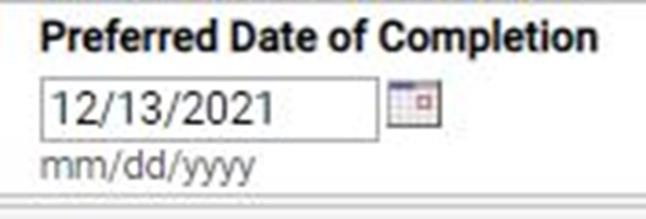 Preferred Date of Completion
12/13/2021
mm/dd/yyyy